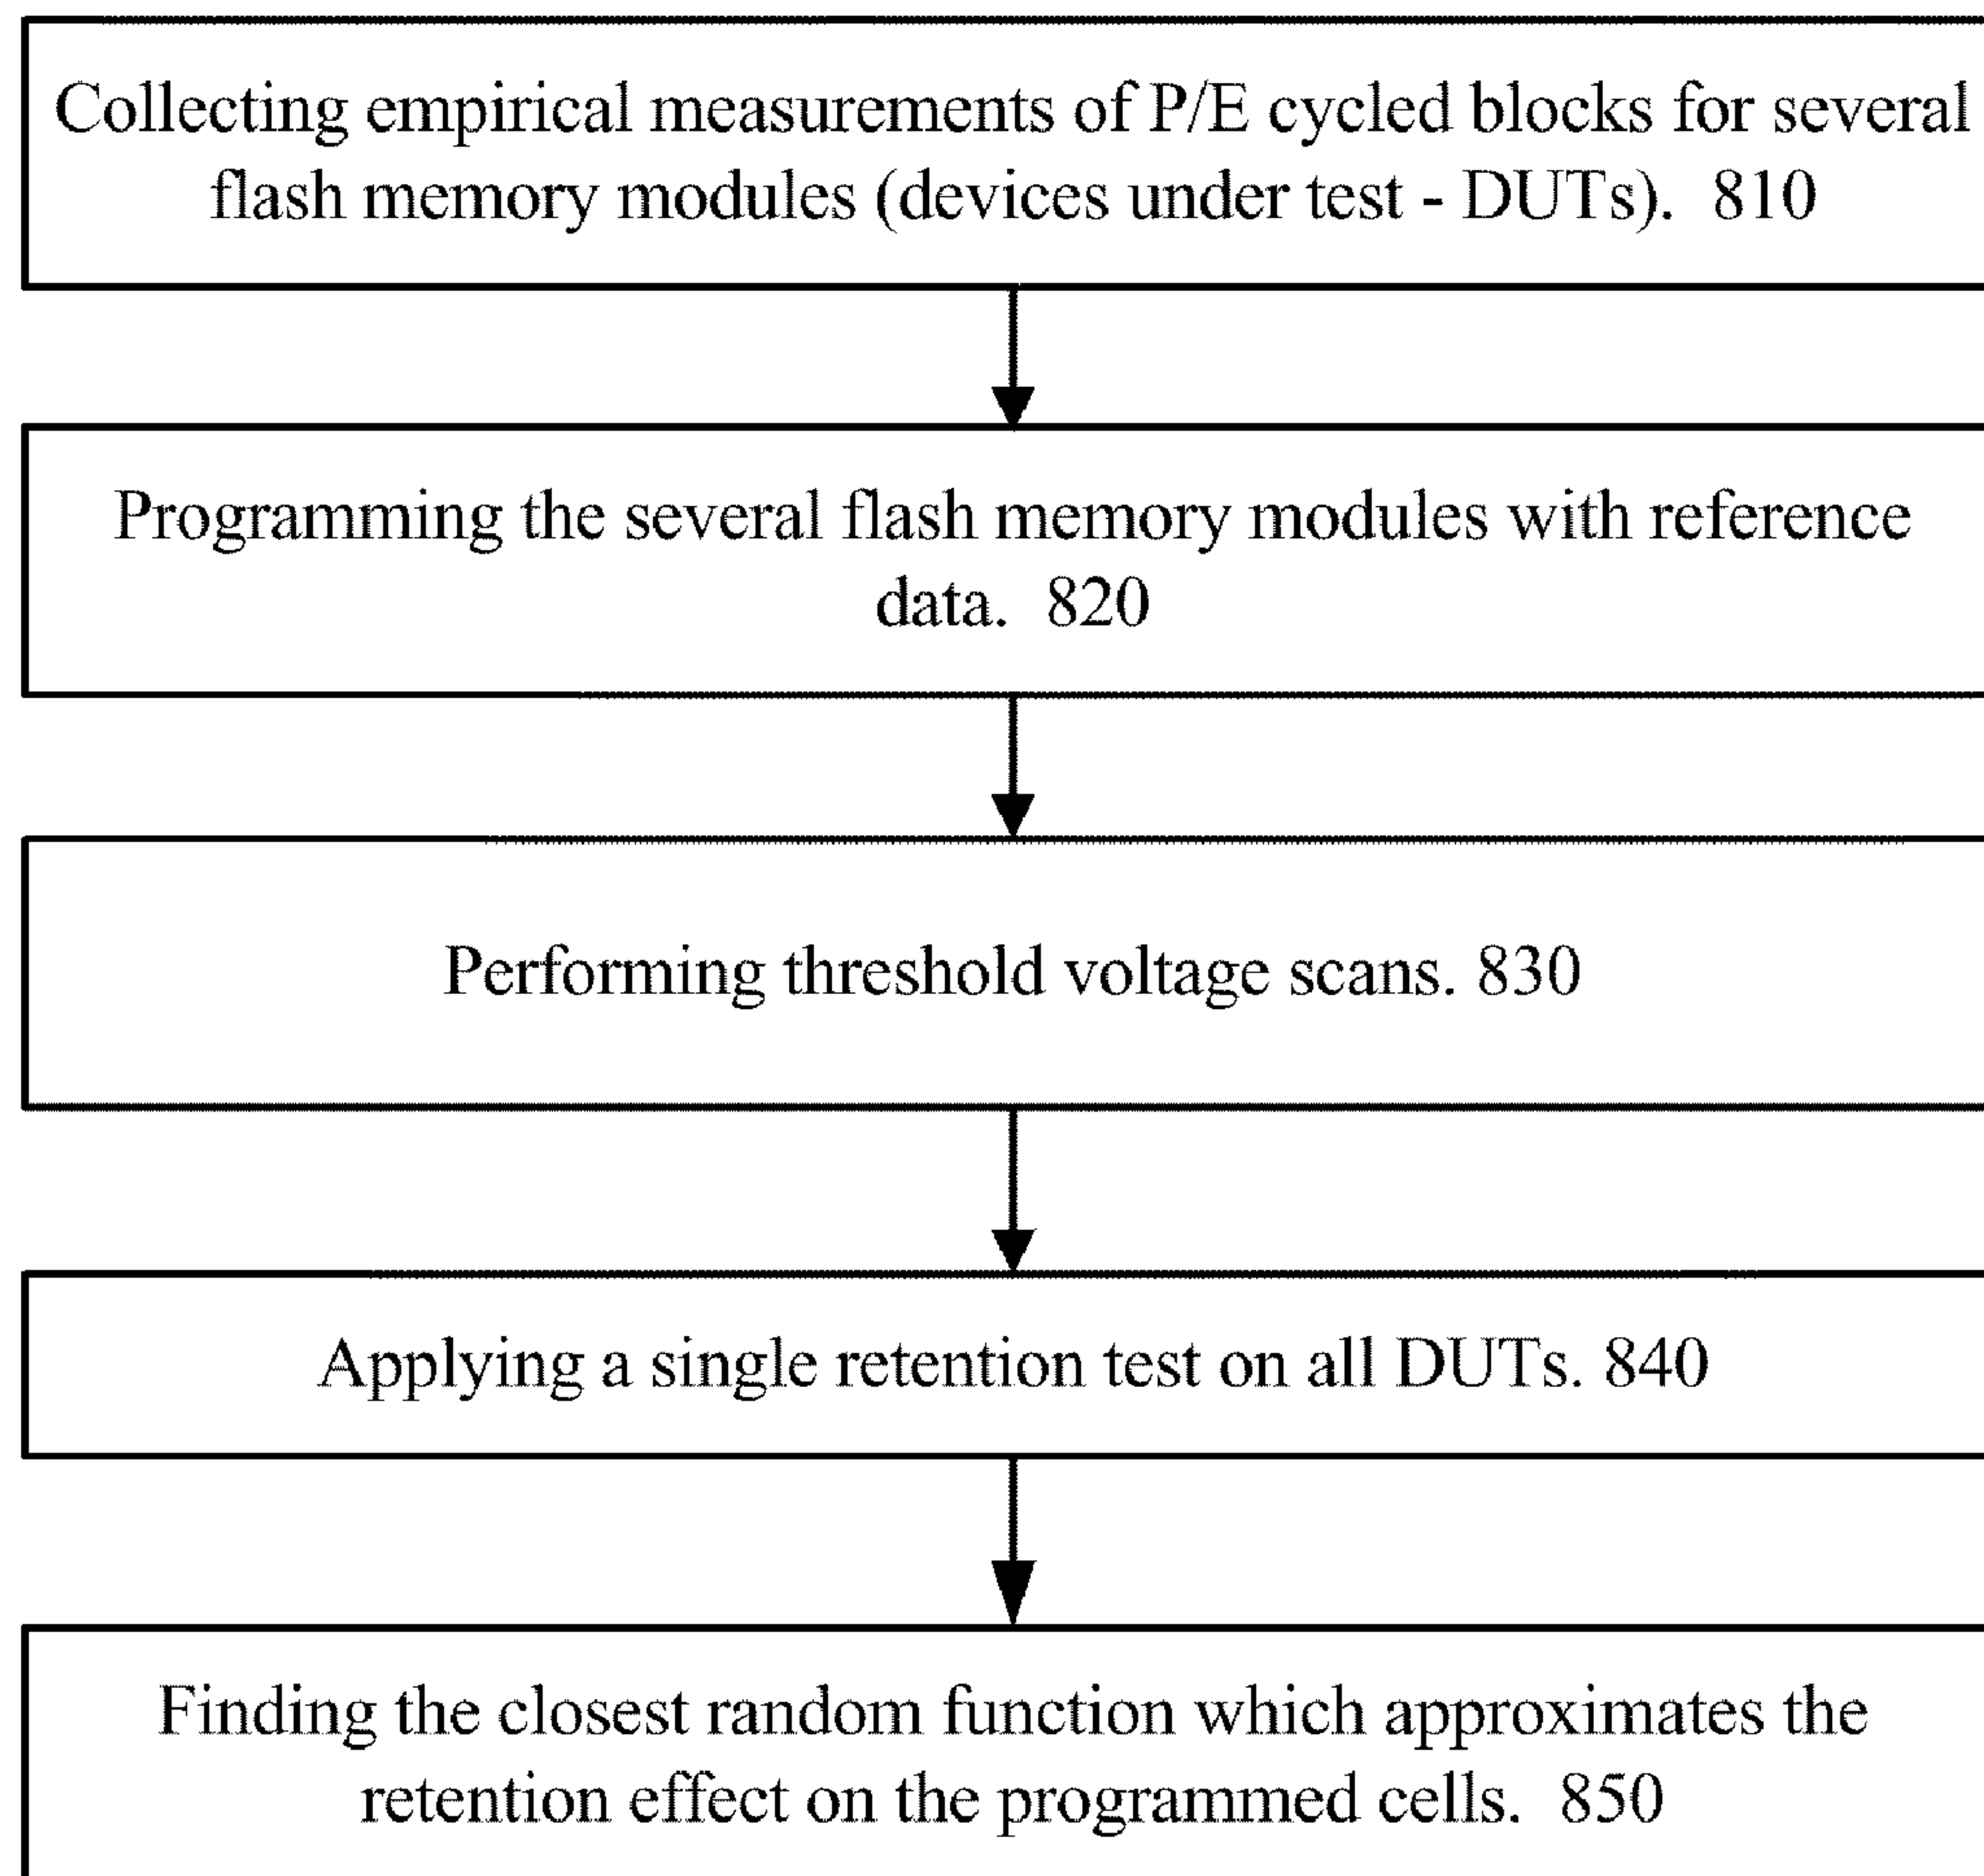 Collecting empirical measurements of P/E cycled blocks for several
flash memory modules (devices under test - DUTs).  810
Programming the several flash memory modules with reference
data.  820
Performing threshold voltage scans. 830
Applying a single retention test on all DUTs. 840
Finding the closest random function which approximates the
retention effect on the programmed cells.  850